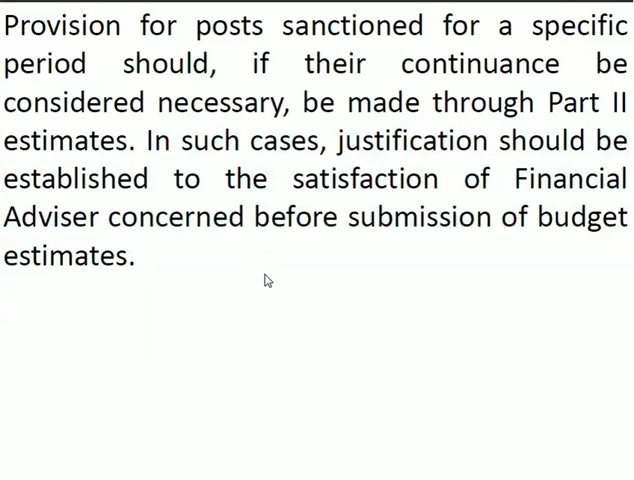 Provision for posts sanctioned for a specific
period should, if their continuance be
considered necessary, be made through Part II
estimates. In such cases, justification should be
established to the satisfaction of Financial
Adviser concerned before submission of budget
estimates.